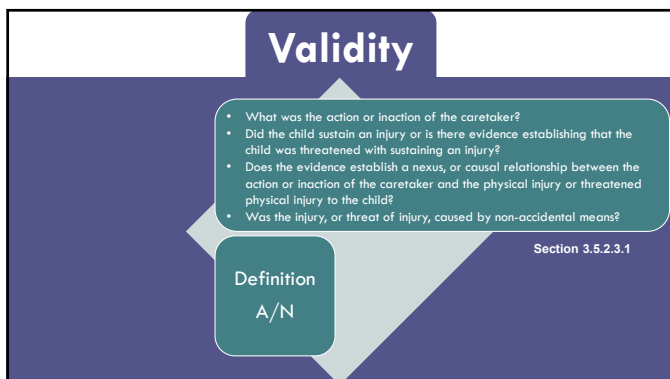 Validity
• What was the action or inaction of the caretaker?
• Did the child sustain an injury or is there evidence establishing that the
child was threatened with sustaining an injury?
• Does the evidence establish a nexus, or causal relationship between the
action or inaction of the caretaker and the physical injury or threatened
physical injury to the child?
• Was the injury, or threat of injury, caused by non-accidental means?
Section 3.5.2.3.1
Definition
A/N